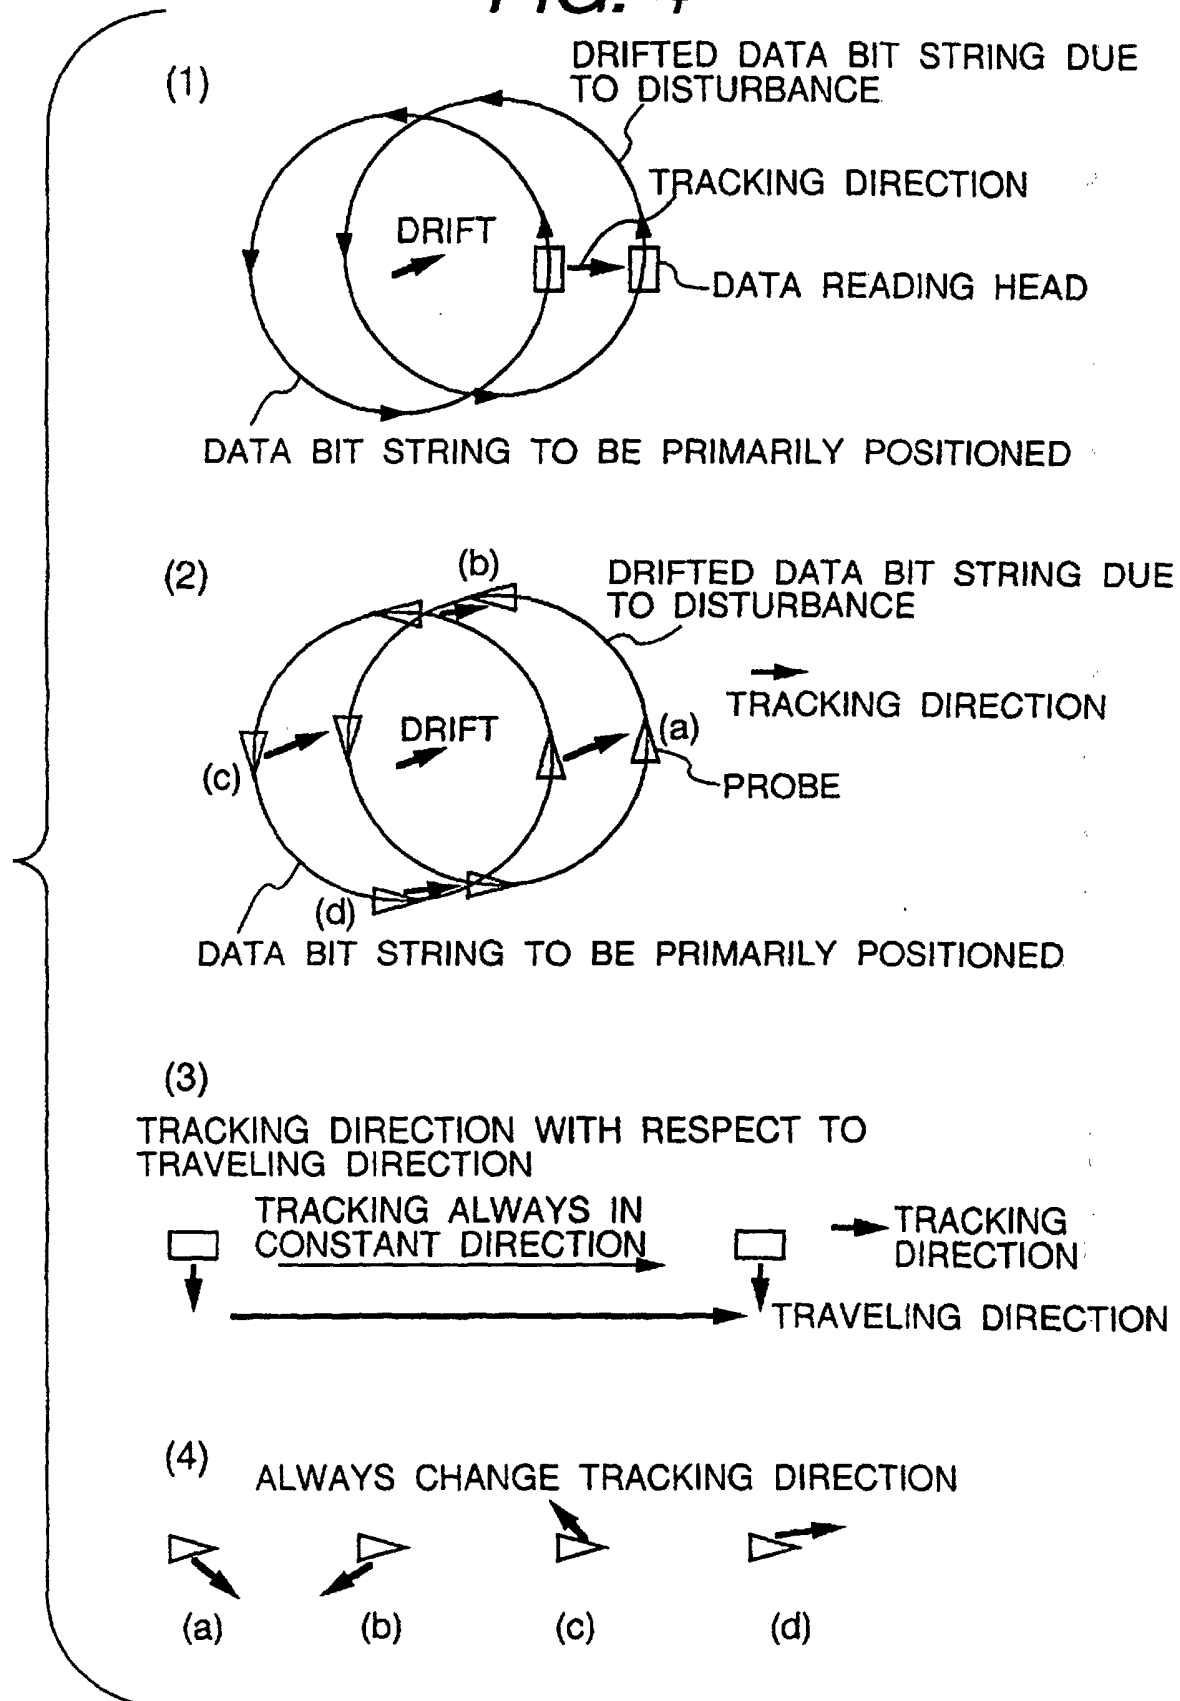 FIG. 4
(1)
DRIFTED DATA BIT STRING DUE
TO DISTURBANCE
TRACKING DIRECTION
DRIFT
DATA READING HEAD
DATA BIT STRING TO BE PRIMARILY POSITIONED
(2)
(b)
DRIFTED DATA BIT STRING DUE
TO DISTURBANCE
TRACKING DIRECTION
DRIFT
(a)
(c)
PROBE
(d)
DATA BIT STRING TO BE PRIMARILY POSITIONED
(3)
TRACKING DIRECTION WITH RESPECT TO
TRAVELING DIRECTION
TRACKING ALWAYS IN
CONSTANT DIRECTION
TRACKING
DIRECTION
TRAVELING DIRECTION
(4)
ALWAYS CHANGE TRACKING DIRECTION
(a) (b) (c) (d)